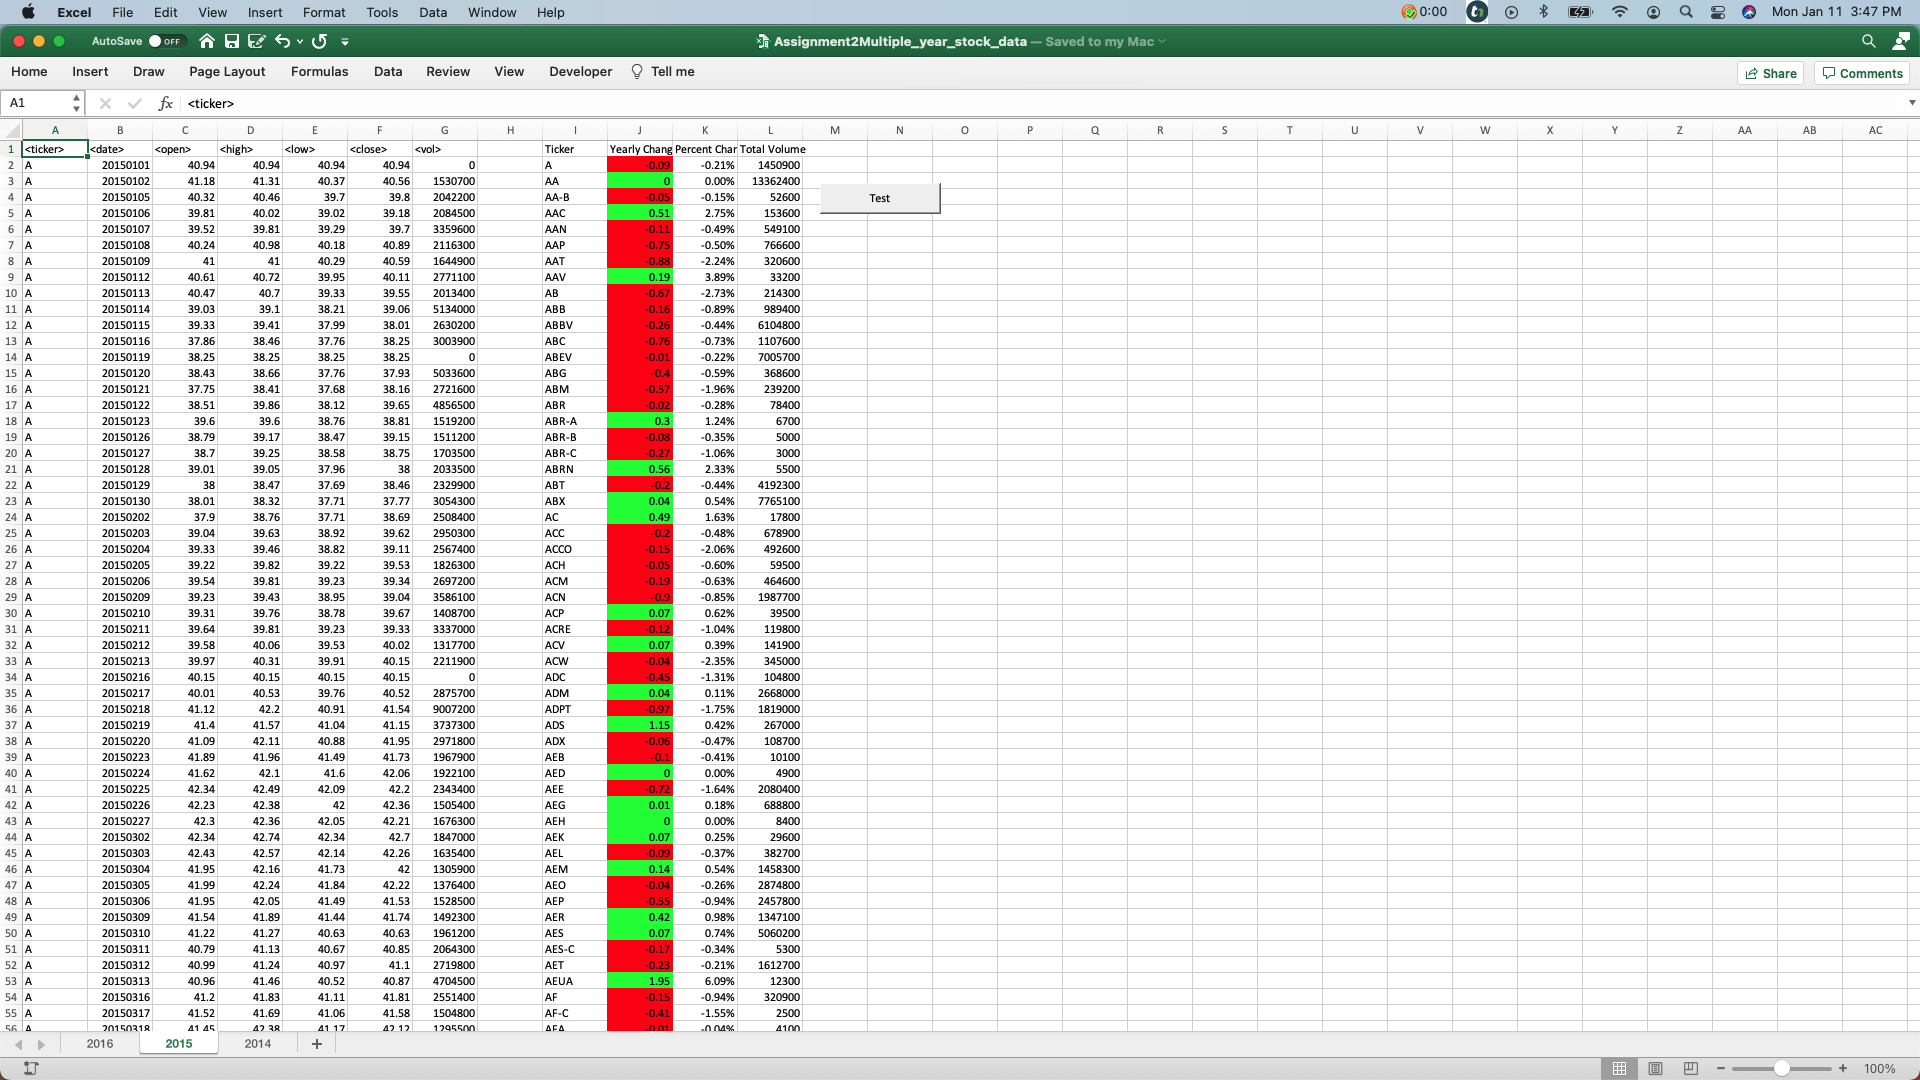 Excel File Edit View Insert Format Tools Data Window Help 0:00 Mon Jan 11 3:47 PM
AutoSave OFF Assignment2Multiple_year_stock_data — Saved to my Mac
Home Insert Draw Page Layout Formulas Data Review View Developer Tell me Share Comments
A1 fx <ticker>
A B C D E F G H I J K L M N O P Q R S T U V W X Y Z AA AB AC
1 <ticker> <date> <open> <high> <low> <close> <vol> Ticker Yearly Chang Percent Char Total Volume
2 A 20150101 40.94 40.94 40.94 40.94 0 A -0.09 -0.21% 1450900
3 A 20150102 41.18 41.31 40.37 40.56 1530700 AA 0 0.00% 13362400
4 A 20150105 40.32 40.46 39.7 39.8 2042200 AA-B -0.05 -0.15% 52600 Test
5 A 20150106 39.81 40.02 39.02 39.18 2084500 AAC 0.51 2.75% 153600
6 A 20150107 39.52 39.81 39.29 39.7 3359600 AAN -0.11 -0.49% 549100
7 A 20150108 40.24 40.98 40.18 40.89 2116300 AAP -0.75 -0.50% 766600
8 A 20150109 41 41 40.29 40.59 1644900 AAT -0.88 -2.24% 320600
9 A 20150112 40.61 40.72 39.95 40.11 2771100 AAV 0.19 3.89% 33200
10 A 20150113 40.47 40.7 39.33 39.55 2013400 AB -0.67 -2.73% 214300
11 A 20150114 39.03 39.1 38.21 39.06 5134000 ABB -0.16 -0.89% 989400
12 A 20150115 39.33 39.41 37.99 38.01 2630200 ABBV -0.26 -0.44% 6104800
13 A 20150116 37.86 38.46 37.76 38.25 3003900 ABC -0.76 -0.73% 1107600
14 A 20150119 38.25 38.25 38.25 38.25 0 ABEV -0.01 -0.22% 7005700
15 A 20150120 38.43 38.66 37.76 37.93 5033600 ABG -0.4 -0.59% 368600
16 A 20150121 37.75 38.41 37.68 38.16 2721600 ABM -0.57 -1.96% 239200
17 A 20150122 38.51 39.86 38.12 39.65 4856500 ABR -0.02 -0.28% 78400
18 A 20150123 39.6 39.6 38.76 38.81 1519200 ABR-A 0.3 1.24% 6700
19 A 20150126 38.79 39.17 38.47 39.15 1511200 ABR-B -0.08 -0.35% 5000
20 A 20150127 38.7 39.25 38.58 38.75 1703500 ABR-C -0.27 -1.06% 3000
21 A 20150128 39.01 39.05 37.96 38 2033500 ABRN 0.56 2.33% 5500
22 A 20150129 38 38.47 37.69 38.46 2329900 ABT -0.2 -0.44% 4192300
23 A 20150130 38.01 38.32 37.71 37.77 3054300 ABX 0.04 0.54% 7765100
24 A 20150202 37.9 38.76 37.71 38.69 2508400 AC 0.49 1.63% 17800
25 A 20150203 39.04 39.63 38.92 39.62 2950300 ACC -0.2 -0.48% 678900
26 A 20150204 39.33 39.46 38.82 39.11 2567400 ACCO -0.15 -2.06% 492600
27 A 20150205 39.22 39.82 39.22 39.53 1826300 ACH -0.05 -0.60% 59500
28 A 20150206 39.54 39.81 39.23 39.34 2697200 ACM -0.19 -0.63% 464600
29 A 20150209 39.23 39.43 38.95 39.04 3586100 ACN -0.9 -0.85% 1987700
30 A 20150210 39.31 39.76 38.78 39.67 1408700 ACP 0.07 0.62% 39500
31 A 20150211 39.64 39.81 39.23 39.33 3337000 ACRE -0.12 -1.04% 119800
32 A 20150212 39.58 40.06 39.53 40.02 1317700 ACV 0.07 0.39% 141900
33 A 20150213 39.97 40.31 39.91 40.15 2211900 ACW -0.04 -2.35% 345000
34 A 20150216 40.15 40.15 40.15 40.15 0 ADC -0.45 -1.31% 104800
35 A 20150217 40.01 40.53 39.76 40.52 2875700 ADM 0.04 0.11% 2668000
36 A 20150218 41.12 42.2 40.91 41.54 9007200 ADPT -0.97 -1.75% 1819000
37 A 20150219 41.4 41.57 41.04 41.15 3737300 ADS 1.15 0.42% 267000
38 A 20150220 41.09 42.11 40.88 41.95 2971800 ADX -0.06 -0.47% 108700
39 A 20150223 41.89 41.96 41.49 41.73 1967900 AEB -0.1 -0.41% 10100
40 A 20150224 41.62 42.1 41.6 42.06 1922100 AED 0 0.00% 4900
41 A 20150225 42.34 42.49 42.09 42.2 2343400 AEE -0.72 -1.64% 2080400
42 A 20150226 42.23 42.38 42 42.36 1505400 AEG 0.01 0.18% 688800
43 A 20150227 42.3 42.36 42.05 42.21 1676300 AEH 0 0.00% 8400
44 A 20150302 42.34 42.74 42.34 42.7 1847000 AEK 0.07 0.25% 29600
45 A 20150303 42.43 42.57 42.14 42.26 1635400 AEL -0.09 -0.37% 382700
46 A 20150304 41.95 42.16 41.73 42 1305900 AEM 0.14 0.54% 1458300
47 A 20150305 41.99 42.24 41.84 42.22 1376400 AEO -0.04 -0.26% 2874800
48 A 20150306 41.95 42.05 41.49 41.53 1528500 AEP -0.55 -0.94% 2457800
49 A 20150309 41.54 41.89 41.44 41.74 1492300 AER 0.42 0.98% 1347100
50 A 20150310 41.22 41.27 40.63 40.63 1961200 AES 0.07 0.74% 5060200
51 A 20150311 40.79 41.13 40.67 40.85 2064300 AES-C -0.17 -0.34% 5300
52 A 20150312 40.99 41.24 40.97 41.1 2719800 AET -0.23 -0.21% 1612700
53 A 20150313 40.96 41.46 40.52 40.87 4704500 AEUA 1.95 6.09% 12300
54 A 20150316 41.2 41.83 41.11 41.81 2551400 AF -0.15 -0.94% 320900
55 A 20150317 41.52 41.69 41.06 41.58 1504800 AF-C -0.41 -1.55% 2500
56 A 20150318 41.45 42.38 41.17 42.12 1295500 AFA -0.01 -0.04% 4100
2016 2015 2014 +
100%